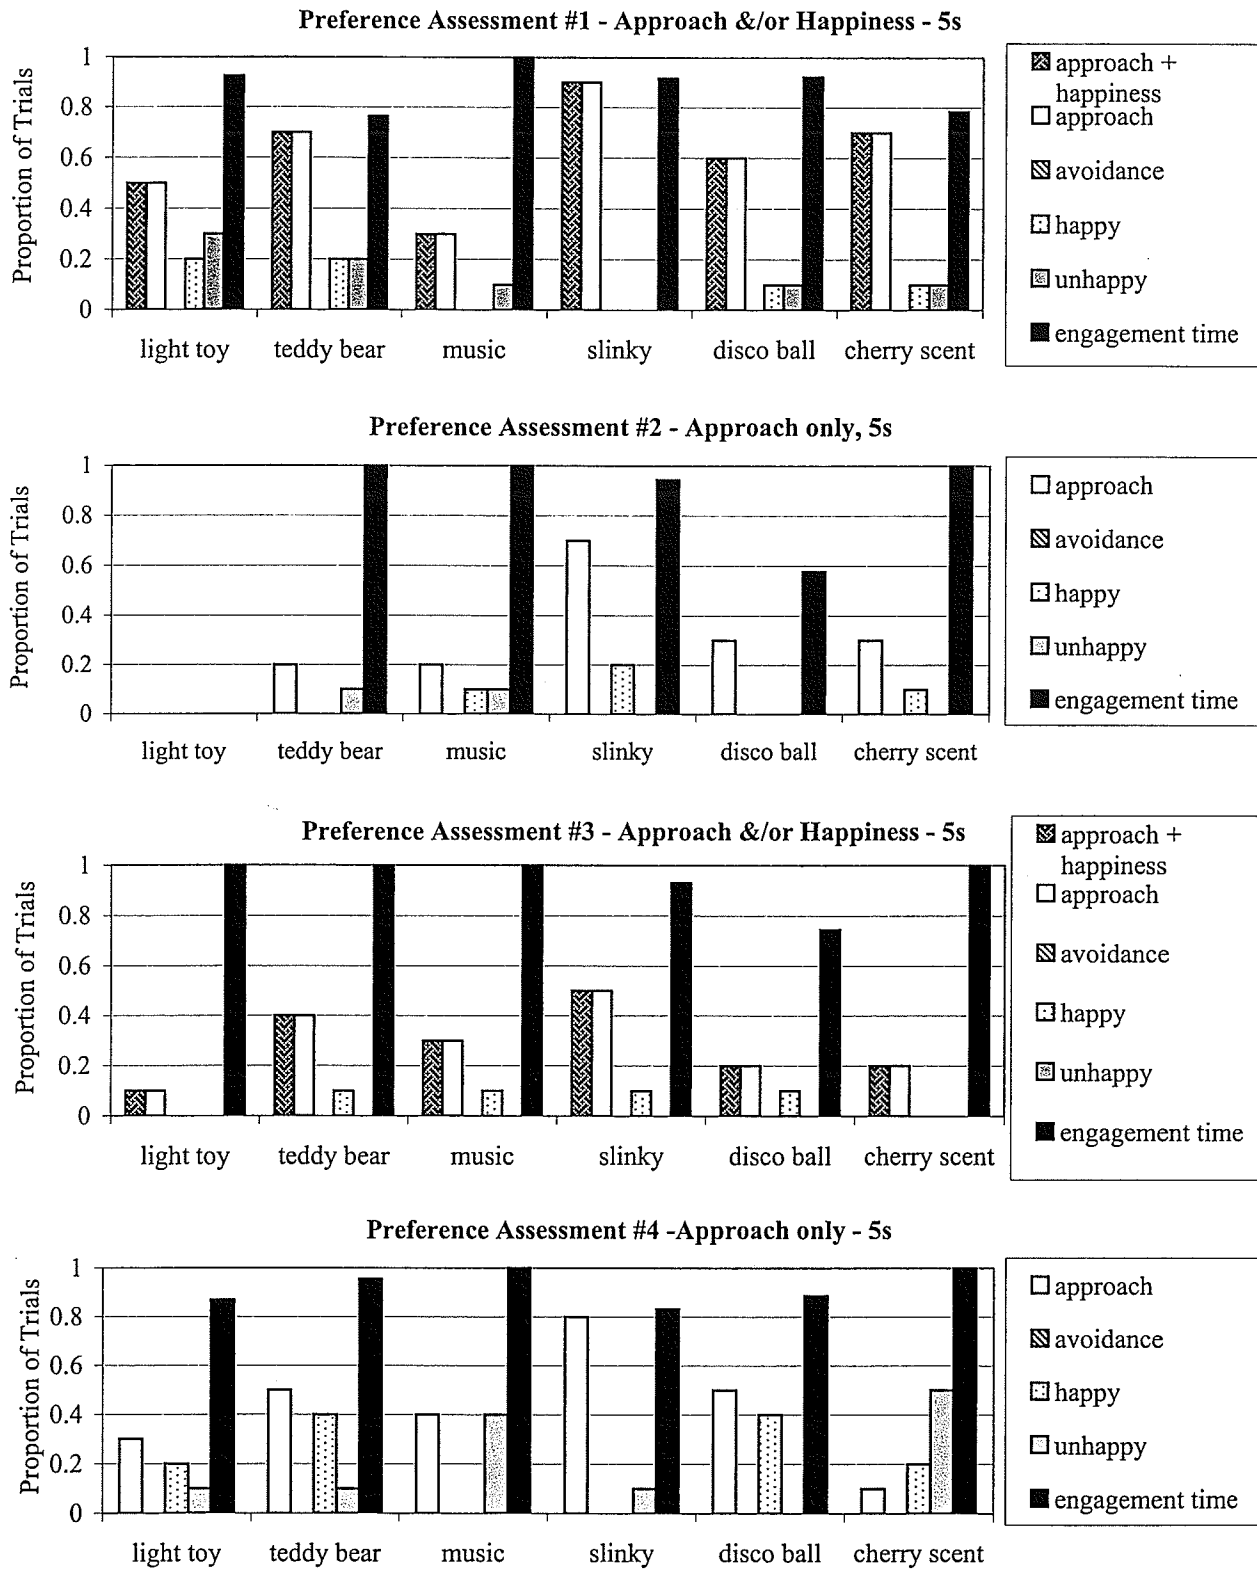 Preference Assessment #1 - Approach &/or Happiness - 5s
Proportion of Trials
1
0.8
0.6
0.4
0.2
0
light toy teddy bear music slinky disco ball cherry scent
approach +
happiness
approach
avoidance
happy
unhappy
engagement time
Preference Assessment #2 - Approach only, 5s
Proportion of Trials
1
0.8
0.6
0.4
0.2
0
light toy teddy bear music slinky disco ball cherry scent
approach
avoidance
happy
unhappy
engagement time
Preference Assessment #3 - Approach &/or Happiness - 5s
Proportion of Trials
1
0.8
0.6
0.4
0.2
0
light toy teddy bear music slinky disco ball cherry scent
approach +
happiness
approach
avoidance
happy
unhappy
engagement time
Preference Assessment #4 -Approach only - 5s
Proportion of Trials
1
0.8
0.6
0.4
0.2
0
light toy teddy bear music slinky disco ball cherry scent
approach
avoidance
happy
unhappy
engagement time